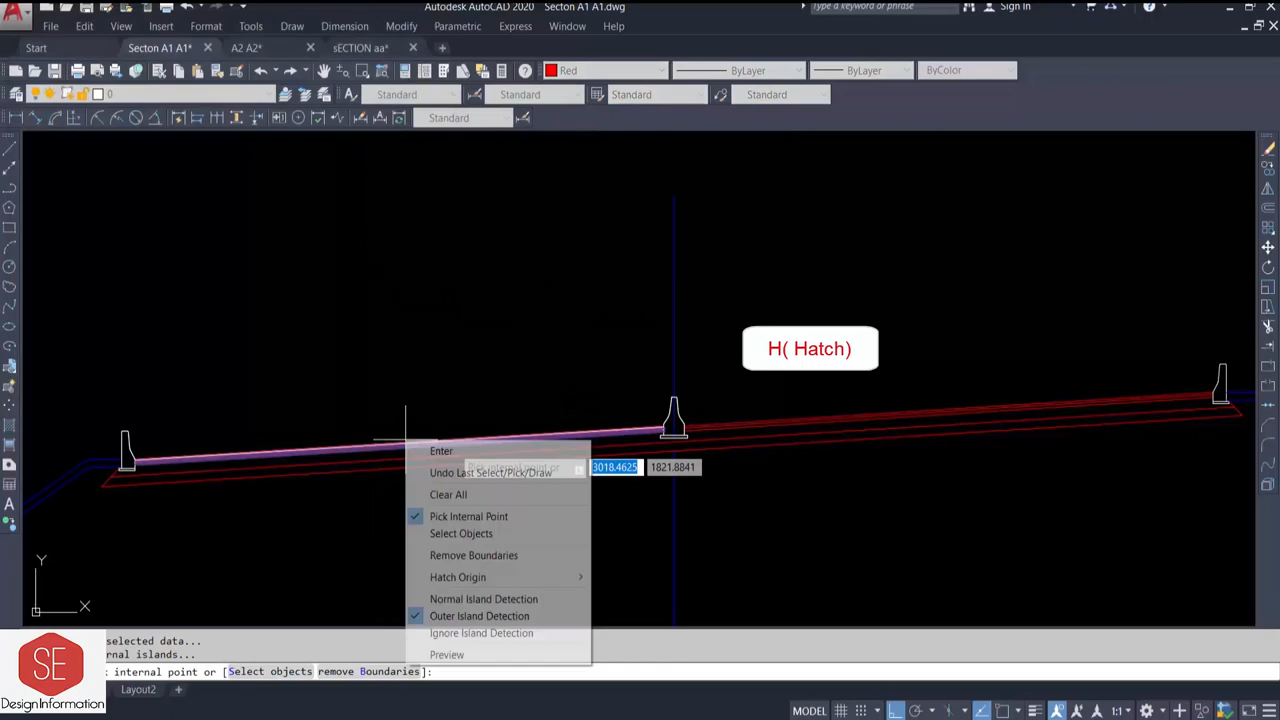 Autodesk AutoCAD 2020 Secton A1 A1.dwg
Type a keyword or phrase
Sign In
File Edit View Insert Format Tools Draw Dimension Modify Parametric Express Window Help
Start Secton A1 A1* A2 A2* sECTION aa*
Red ByLayer ByLayer ByColor
0 Standard Standard Standard Standard
Standard
H( Hatch)
Enter
3018.4625 1821.8841
Undo Last Select/Pick/Draw
Clear All
Pick Internal Point
Select Objects
Remove Boundaries
Hatch Origin
Normal Island Detection
Outer Island Detection
Ignore Island Detection
Preview
Y
X
selected data...
ternal islands...
internal point or [Select objects remove Boundaries]:
Layout2
SE
DesignInformation
MODEL 1:1